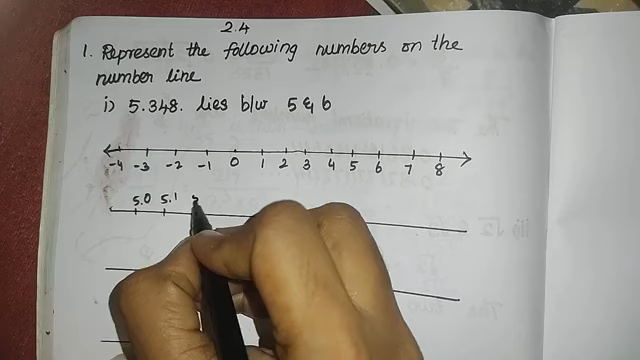 2.4
1. Represent the following numbers on the
number line
i) 5.348. lies b/w 5 & 6
-4 -3 -2 -1 0 1 2 3 4 5 6 7 8
5.0 5.1